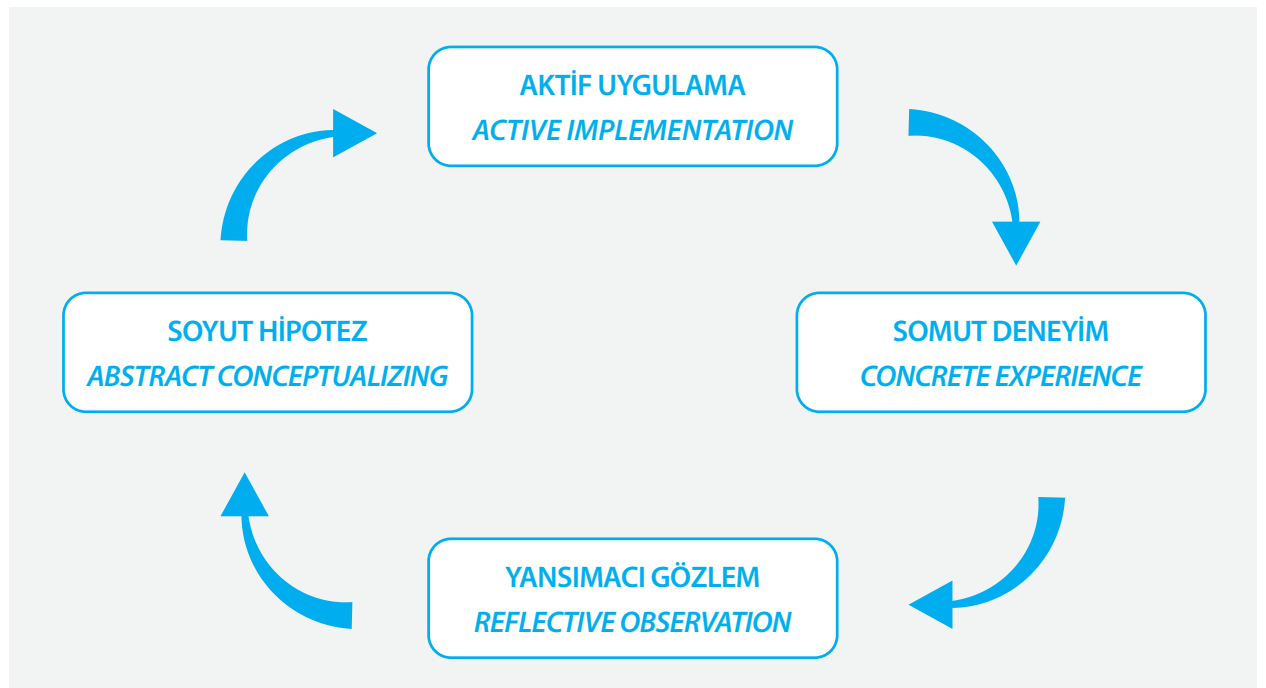 AKTİF UYGULAMA
ACTIVE IMPLEMENTATION
SOYUT HİPOTEZ
ABSTRACT CONCEPTUALIZING
SOMUT DENEYİM
CONCRETE EXPERIENCE
YANSIMACI GÖZLEM
REFLECTIVE OBSERVATION